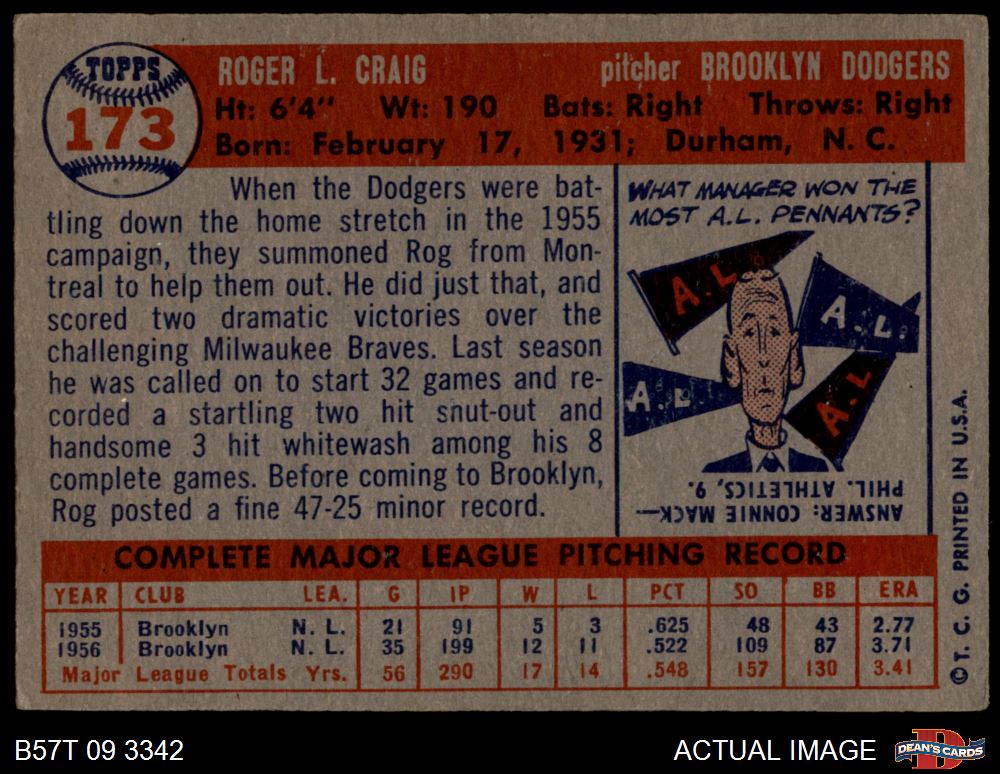 TOPPS
173
ROGER L. CRAIG pitcher BROOKLYN DODGERS
Ht: 6'4" Wt: 190 Bats: Right Throws: Right
Born: February 17, 1931; Durham, N. C.
When the Dodgers were bat-
tling down the home stretch in the 1955
campaign, they summoned Rog from Mon-
treal to help them out. He did just that, and
scored two dramatic victories over the
challenging Milwaukee Braves. Last season
he was called on to start 32 games and re-
corded a startling two hit shut-out and
handsome 3 hit whitewash among his 8
complete games. Before coming to Brooklyn,
Rog posted a fine 47-25 minor record.
WHAT MANAGER WON THE
MOST A.L. PENNANTS?
A.L.
A.L.
A.L.
A.L.
ANSWER: CONNIE MACK—
PHIL. ATHLETICS, 9.
COMPLETE MAJOR LEAGUE PITCHING RECORD
YEAR CLUB LEA. G IP W L PCT SO BB ERA
1955 Brooklyn N. L. 21 91 5 3 .625 48 43 2.77
1956 Brooklyn N. L. 35 199 12 11 .522 109 87 3.71
Major League Totals Yrs. 56 290 17 14 .548 157 130 3.41
© T. C. G. PRINTED IN U.S.A.
B57T 09 3342 ACTUAL IMAGE
DEAN'S CARDS